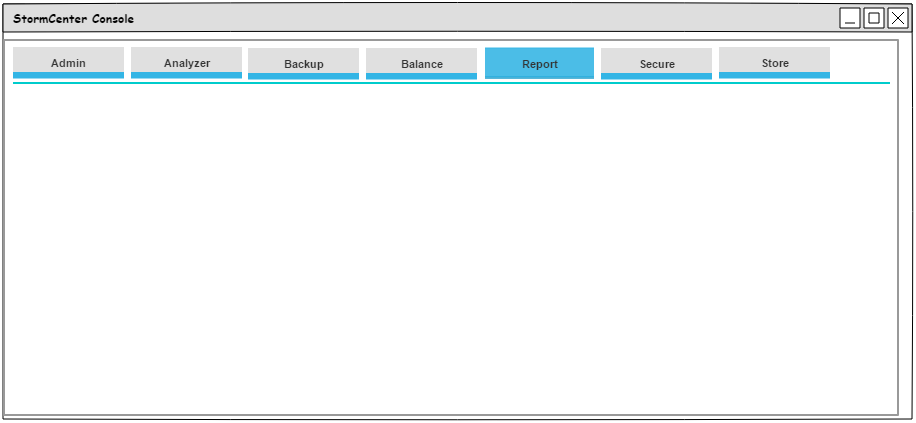 StormCenter Console
Admin Analyzer Backup Balance Report Secure Store